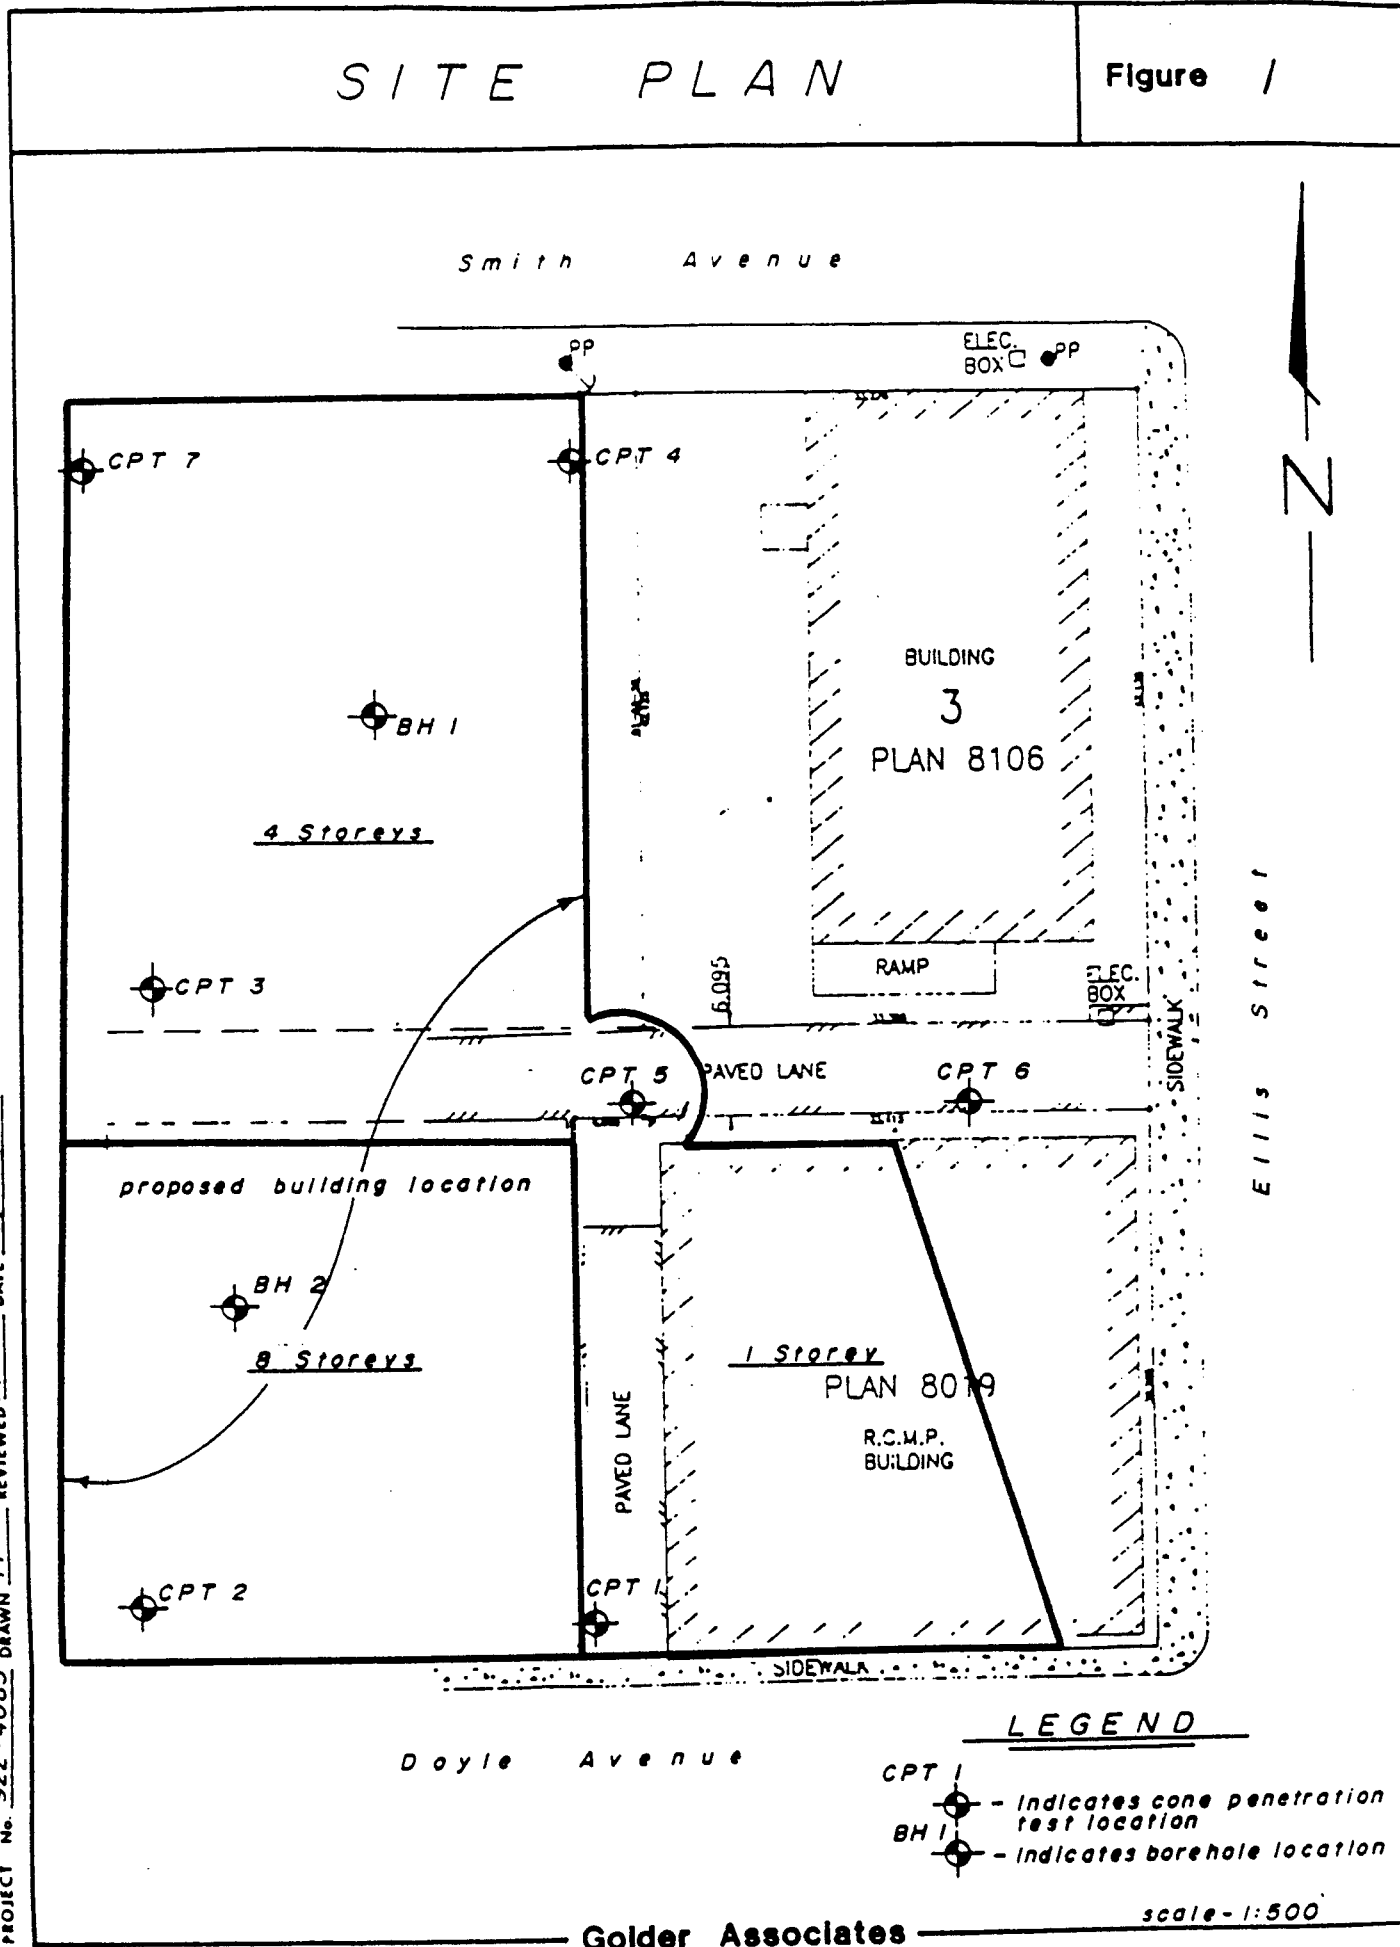 SITE PLAN
Figure 1
Smith Avenue
PP
ELEC.
BOX
PP
CPT 7
CPT 4
BUILDING
3
PLAN 8106
BH 1
4 Storeys
Ellis Street
CPT 3
6.095
RAMP
ELEC.
BOX
SIDEWALK
CPT 5
PAVED LANE
CPT 6
proposed building location
BH 2
8 Storeys
1 Storey
PLAN 8019
R.C.M.P.
BUILDING
PAVED LANE
CPT 2
CPT 1
SIDEWALK
Doyle Avenue
LEGEND
CPT 1
- Indicates cone penetration
test location
BH 1
- Indicates borehole location
scale - 1:500
Golder Associates
PROJECT No. DRAWN REVIEWED
N